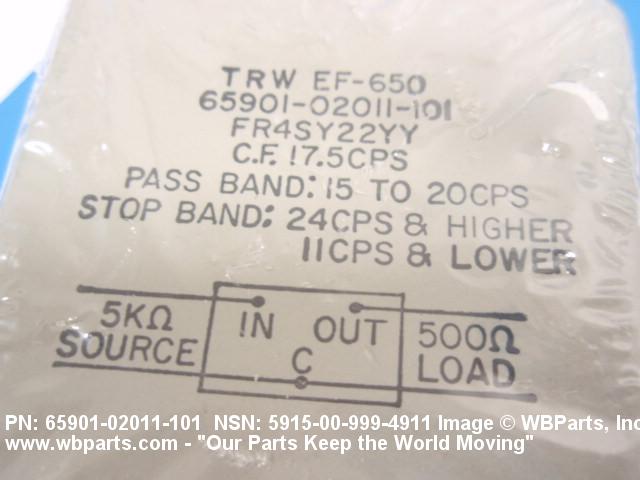 TRW EF-650
65901-02011-101
FR4SY22YY
C.F. 17.5CPS
PASS BAND: 15 TO 20CPS
STOP BAND: 24CPS & HIGHER
11CPS & LOWER
5KΩ
SOURCE
IN OUT
C
500Ω
LOAD
PN: 65901-02011-101 NSN: 5915-00-999-4911 Image © WBParts, Inc
www.wbparts.com - "Our Parts Keep the World Moving"